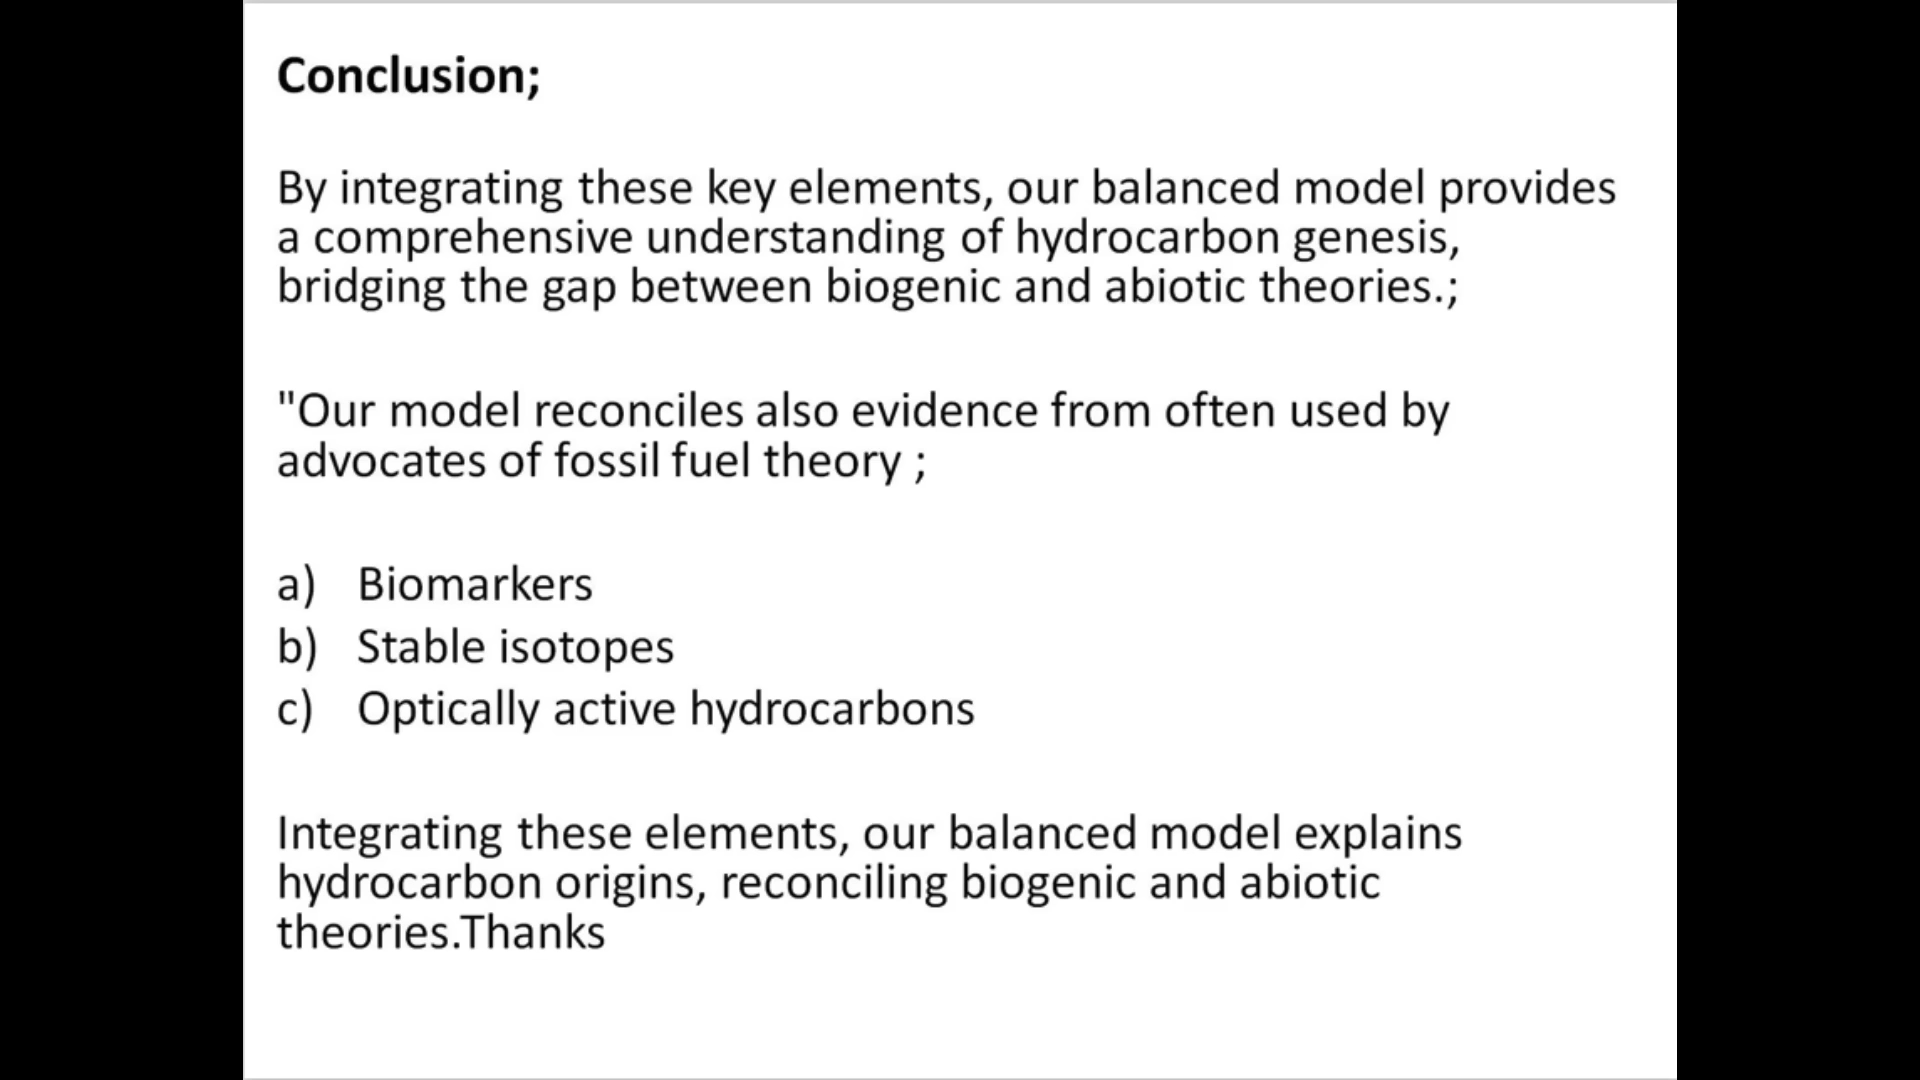 Conclusion;
By integrating these key elements, our balanced model provides
a comprehensive understanding of hydrocarbon genesis,
bridging the gap between biogenic and abiotic theories.;
"Our model reconciles also evidence from often used by
advocates of fossil fuel theory ;
a) Biomarkers
b) Stable isotopes
c) Optically active hydrocarbons
Integrating these elements, our balanced model explains
hydrocarbon origins, reconciling biogenic and abiotic
theories.Thanks